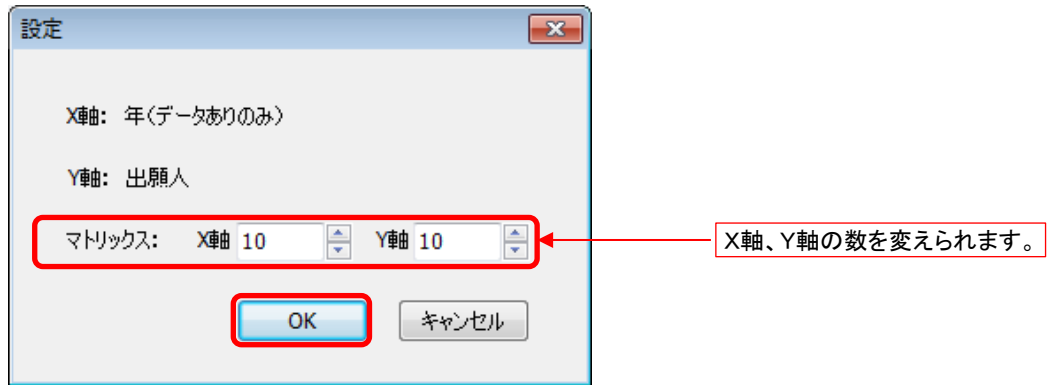 設定
X軸: 年(データありのみ)
Y軸: 出願人
マトリックス: X軸 10 Y軸 10
X軸、Y軸の数を変えられます。
OK キャンセル